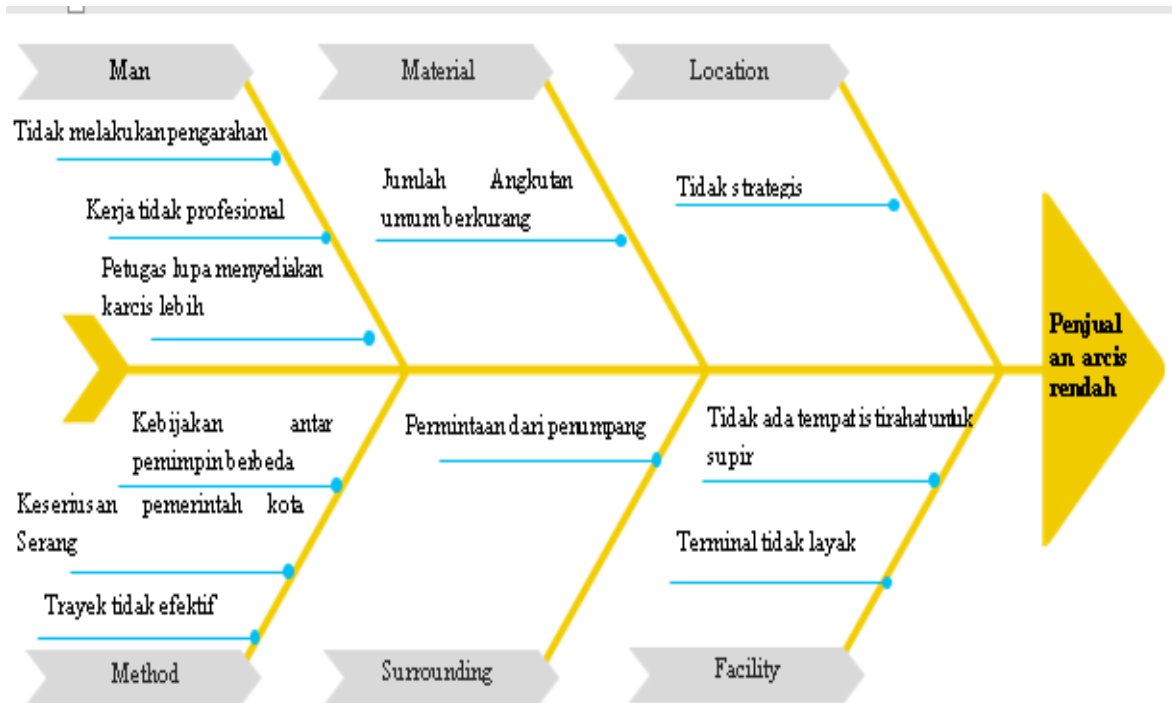 Man
Material
Location
Tidak melakukan pengarahan
Kerja tidak profesional
Petugas lupa menyediakan
karcis lebih
Jumlah Angkutan
umum berkurang
Tidak strategis
Penjual
an arcis
rendah
Kebijakan antar
pemimpin berbeda
Keseriusan pemerintah kota
Serang
Trayek tidak efektif
Permintaan dari penumpang
Tidak ada tempat istirahat untuk
supir
Terminal tidak layak
Method
Surrounding
Facility